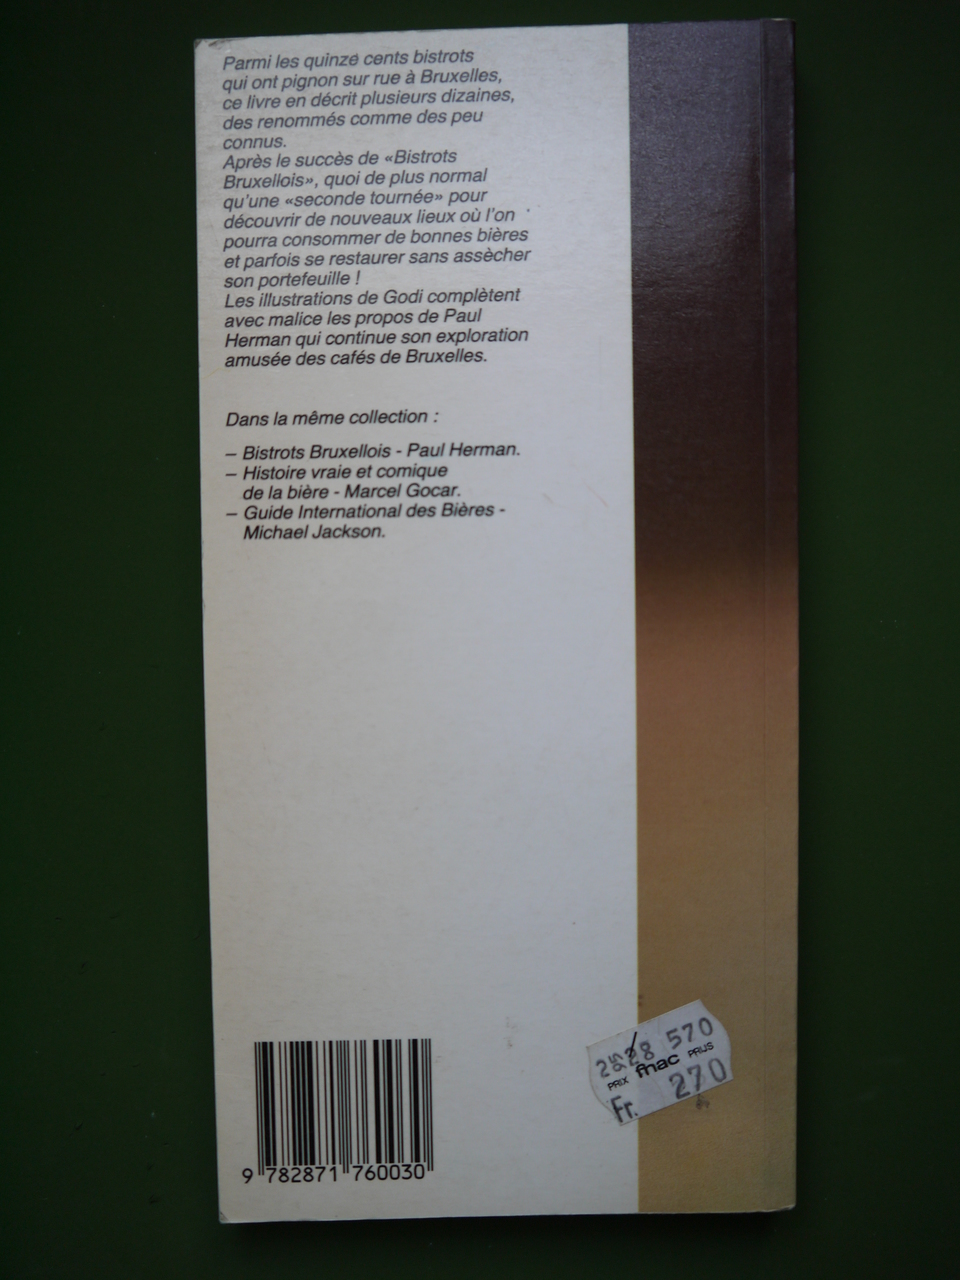 Parmi les quinze cents bistrots
qui ont pignon sur rue à Bruxelles,
ce livre en décrit plusieurs dizaines,
des renommés comme des peu
connus.
Après le succès de «Bistrots
Bruxellois», quoi de plus normal
qu'une «seconde tournée» pour
découvrir de nouveaux lieux où l'on
pourra consommer de bonnes bières
et parfois se restaurer sans assècher
son portefeuille !
Les illustrations de Godi complètent
avec malice les propos de Paul
Herman qui continue son exploration
amusée des cafés de Bruxelles.
Dans la même collection :
– Bistrots Bruxellois - Paul Herman.
– Histoire vraie et comique
de la bière - Marcel Gocar.
– Guide International des Bières -
Michael Jackson.
9 782871 760030
570
PRIX fnac PRIJS
Fr. 270